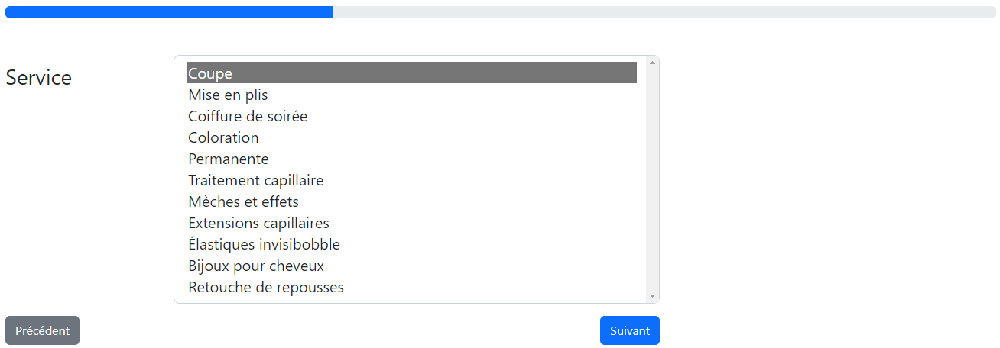 Service
Coupe
Mise en plis
Coiffure de soirée
Coloration
Permanente
Traitement capillaire
Mèches et effets
Extensions capillaires
Élastiques invisibobble
Bijoux pour cheveux
Retouche de repousses
Précédent
Suivant